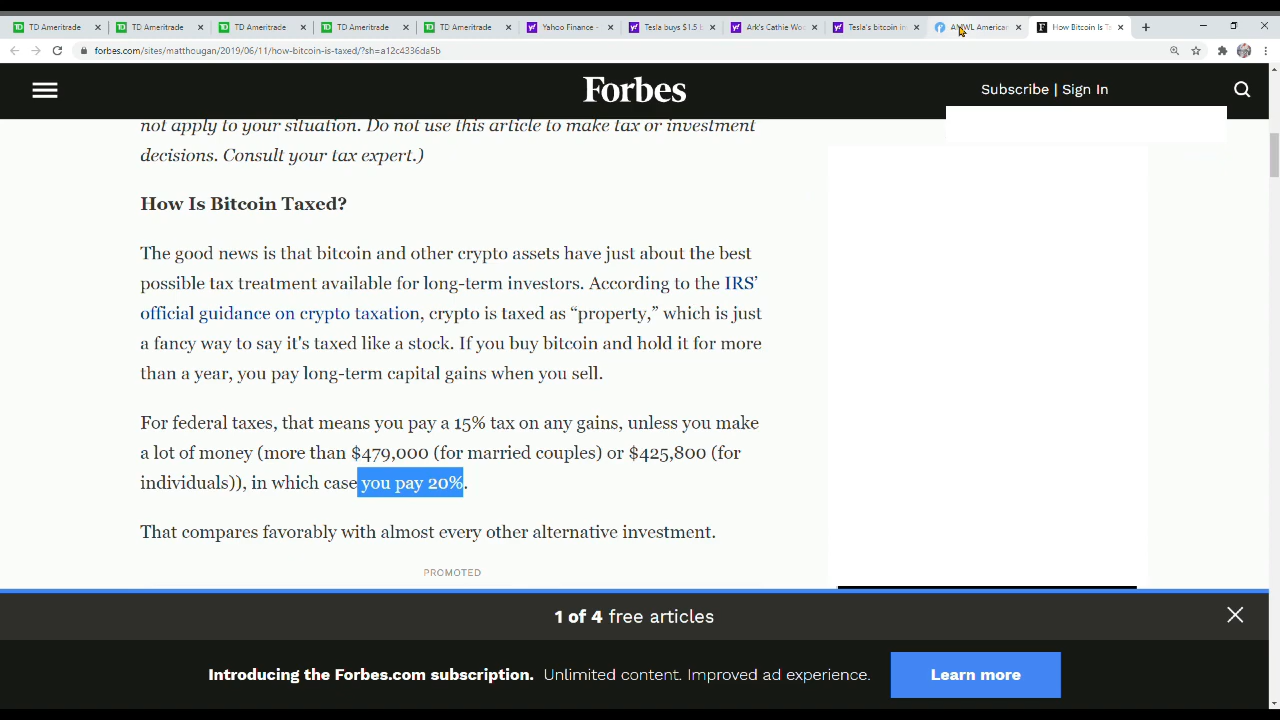 TD Ameritrade
TD Ameritrade
TD Ameritrade
TD Ameritrade
TD Ameritrade
Yahoo Finance -
Tesla buys $1.5 b
Ark's Cathie Woo
Tesla's bitcoin in
AMWL American
How Bitcoin Is Ta
forbes.com/sites/matthougan/2019/06/11/how-bitcoin-is-taxed/?sh=a12c4336da5b
Forbes
Subscribe | Sign In
not apply to your situation. Do not use this article to make tax or investment
decisions. Consult your tax expert.)
How Is Bitcoin Taxed?
The good news is that bitcoin and other crypto assets have just about the best
possible tax treatment available for long-term investors. According to the IRS’
official guidance on crypto taxation, crypto is taxed as “property,” which is just
a fancy way to say it's taxed like a stock. If you buy bitcoin and hold it for more
than a year, you pay long-term capital gains when you sell.
For federal taxes, that means you pay a 15% tax on any gains, unless you make
a lot of money (more than $479,000 (for married couples) or $425,800 (for
individuals)), in which case you pay 20%.
That compares favorably with almost every other alternative investment.
PROMOTED
1 of 4 free articles
Introducing the Forbes.com subscription. Unlimited content. Improved ad experience.
Learn more